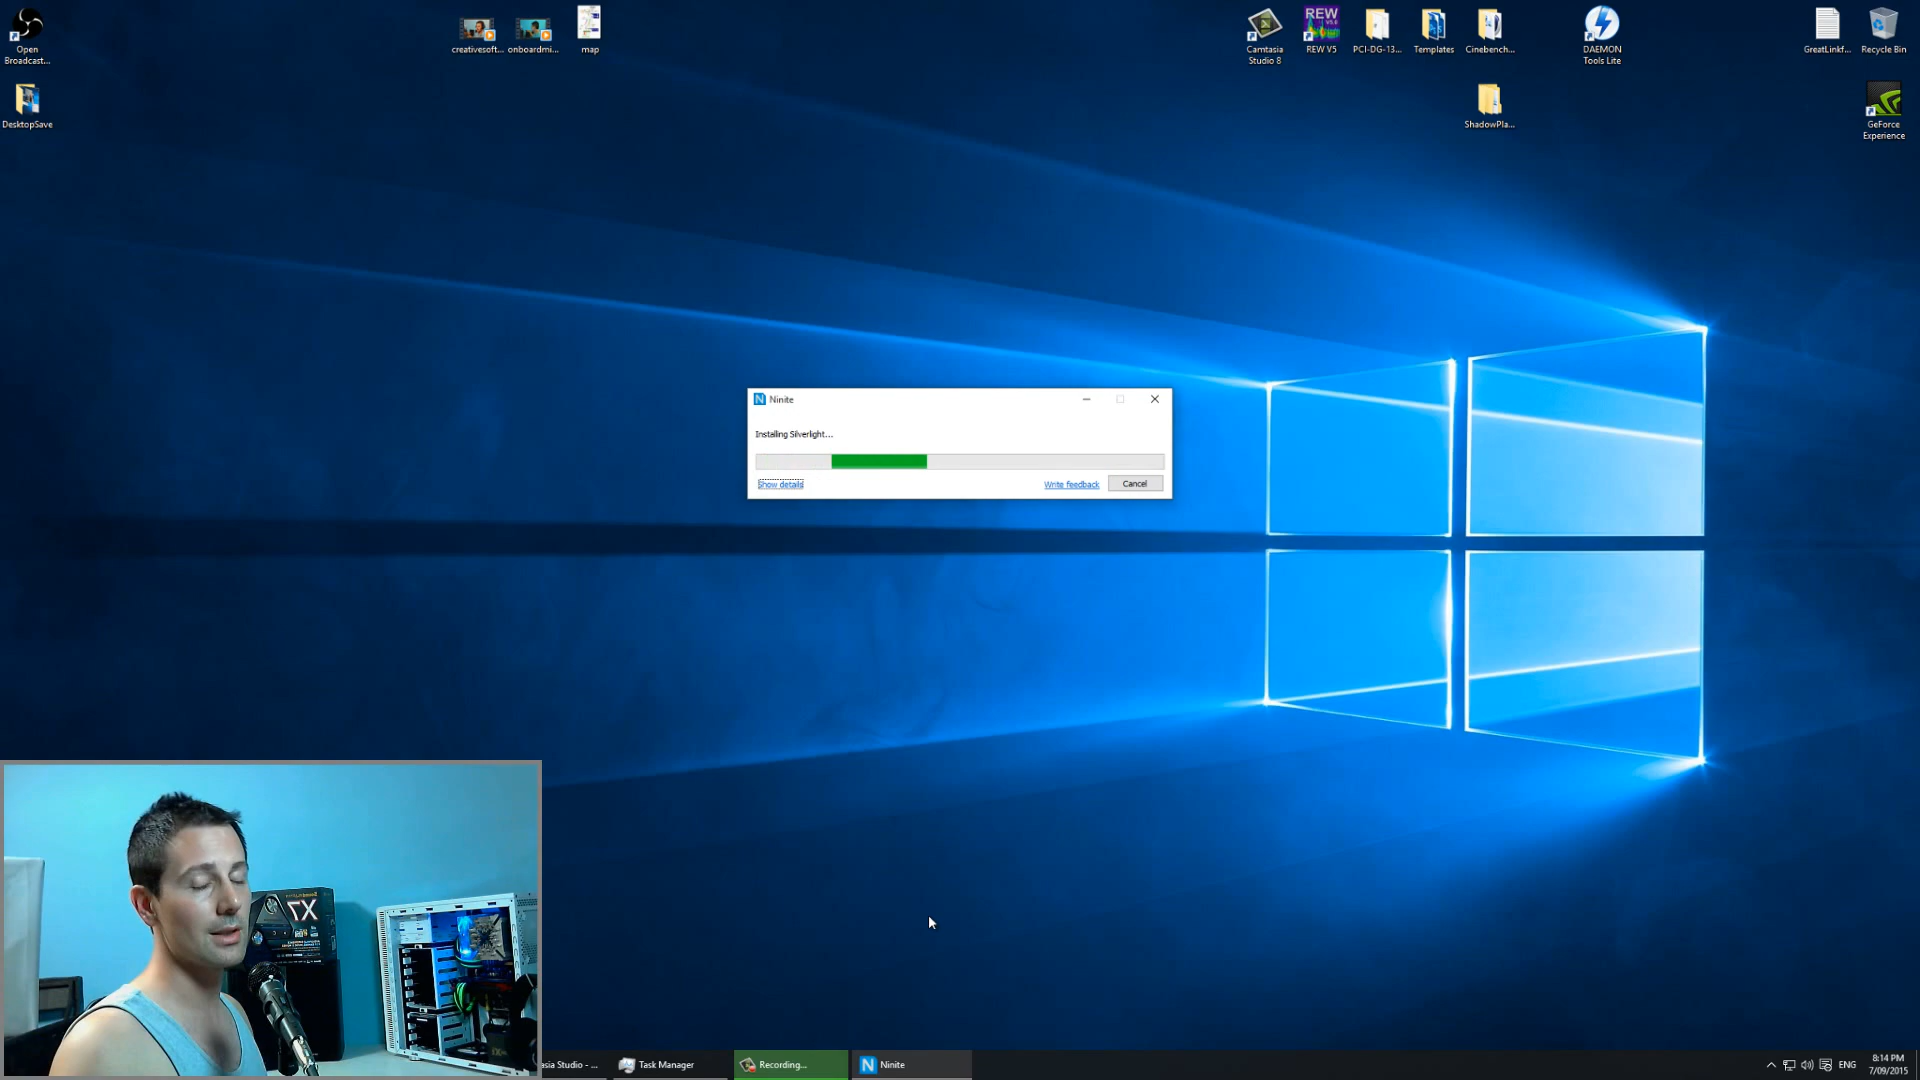 Open
Broadcast...
creativesoft...
onboardmi...
map
Camtasia
Studio 8
REW
REW V5
PCI-DG-13...
Templates
Cinebench...
DAEMON
Tools Lite
GreatLinkf...
Recycle Bin
DesktopSave
ShadowPla...
GeForce
Experience
N Ninite
Installing Silverlight...
Show details
Write feedback
Cancel
X7
asia Studio - ...
Task Manager
Recording...
N Ninite
ENG
8:14 PM
7/09/2015